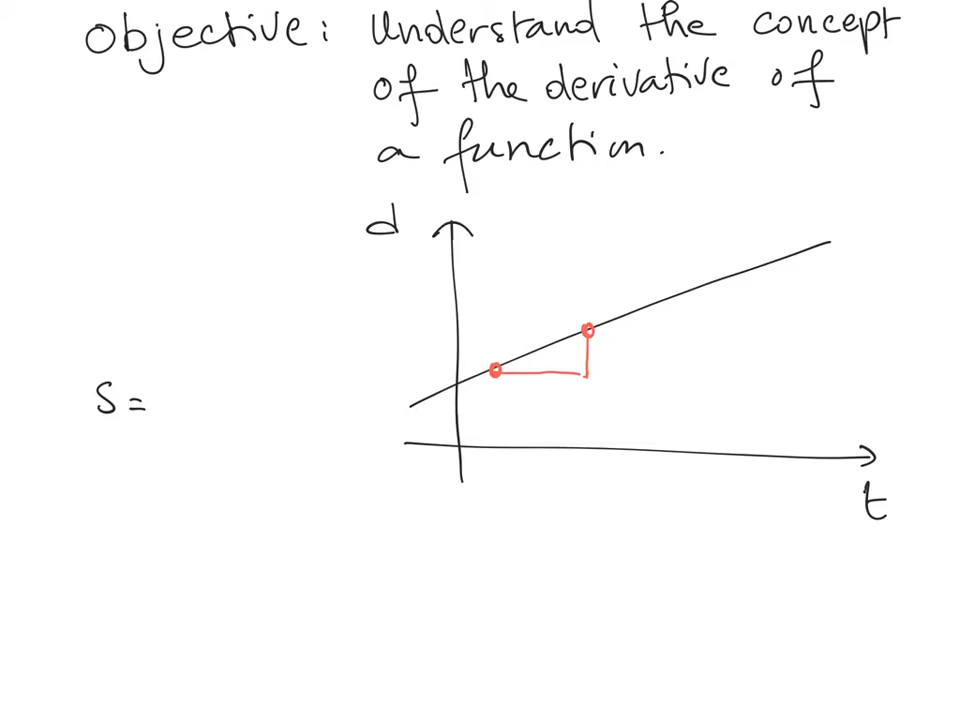 Objective: Understand the concept
of the derivative of
a function.
d
S =
t